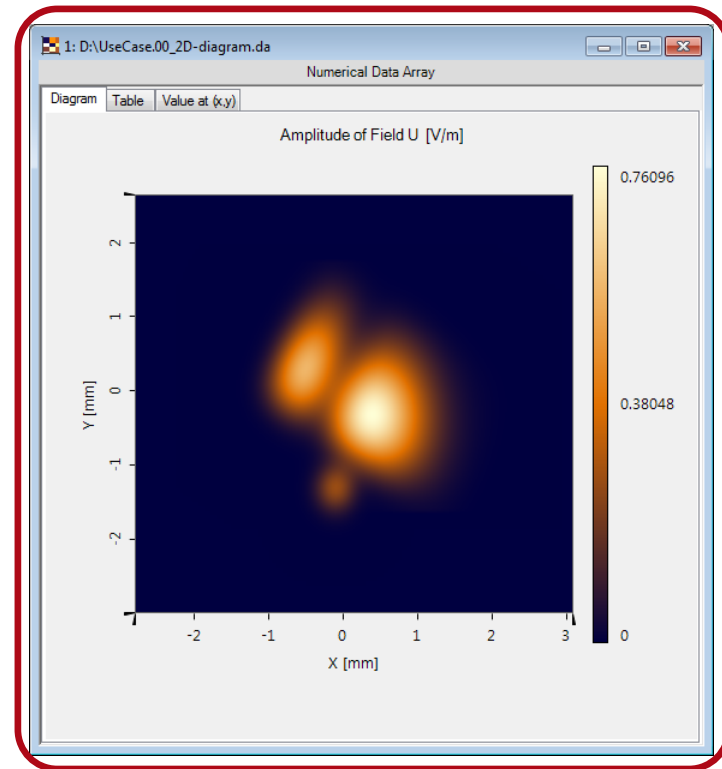 1: D:\UseCase.00_2D-diagram.da
Numerical Data Array
Diagram Table Value at (x,y)
Amplitude of Field U [V/m]
0.76096
0.38048
0
2
1
0
-1
-2
Y [mm]
-2 -1 0 1 2 3
X [mm]